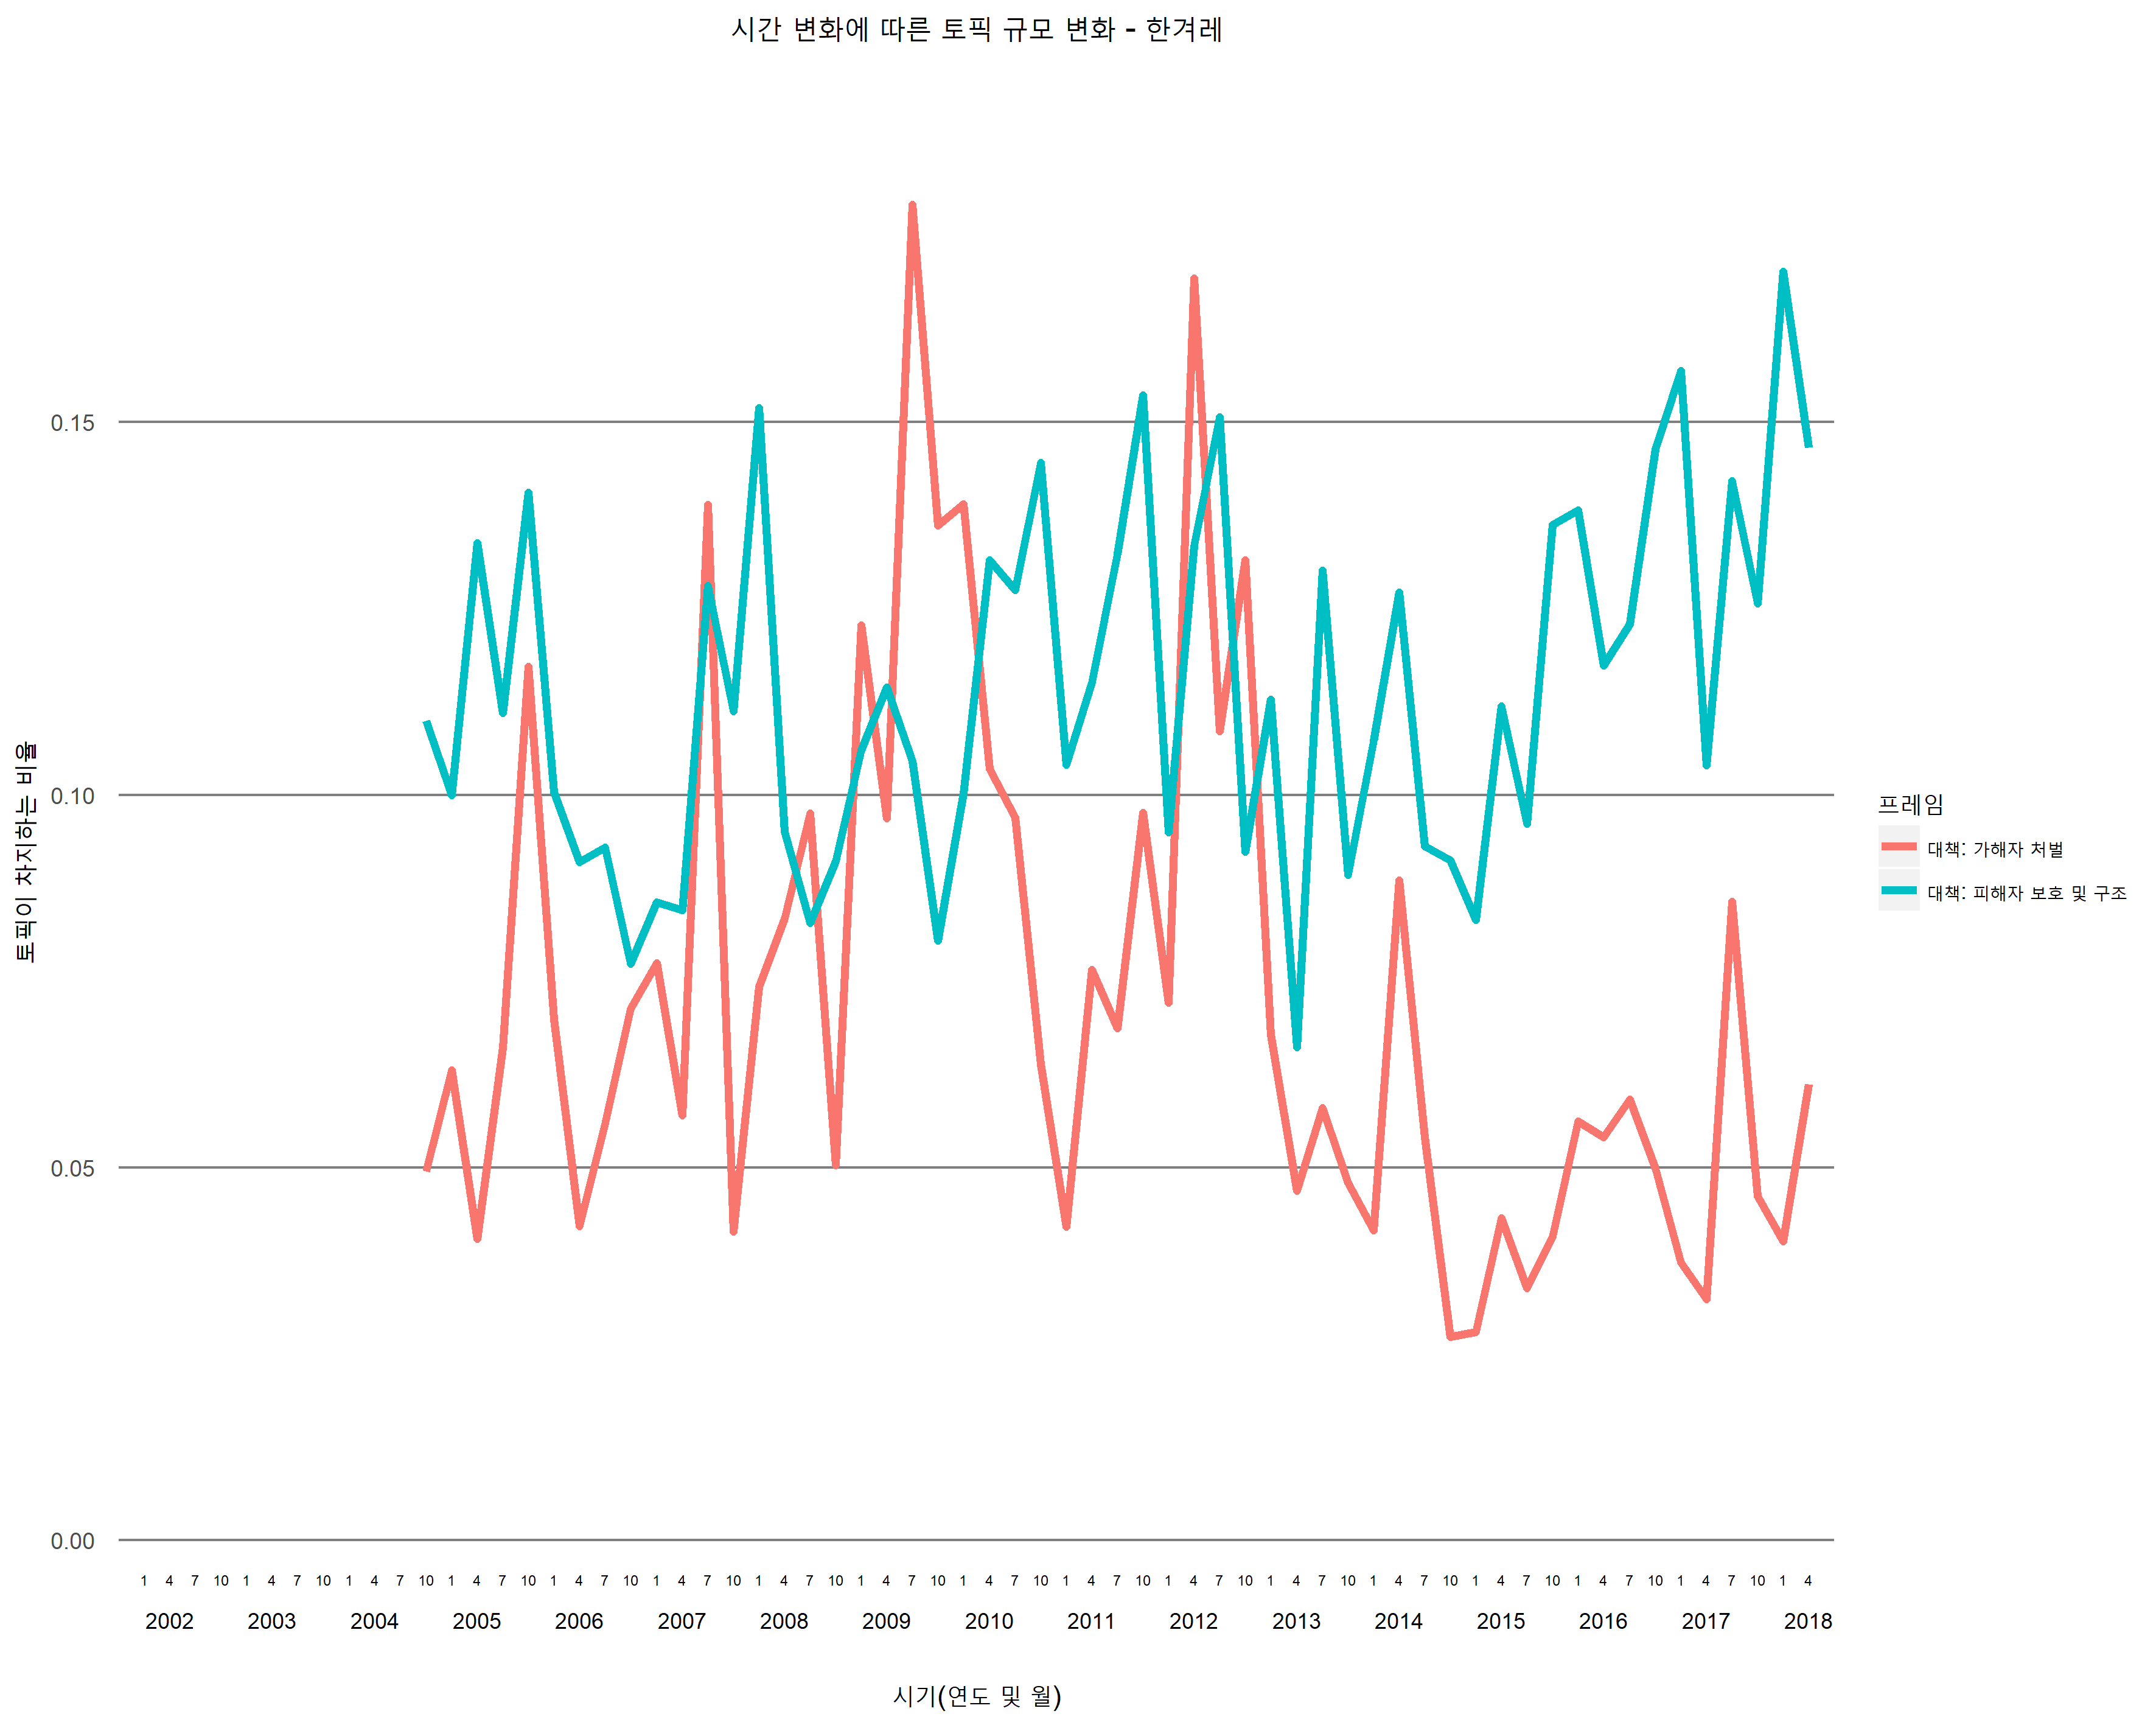 시간 변화에 따른 토픽 규모 변화 - 한겨레
토픽이 차지하는 비율
0.15
0.10
0.05
0.00
프레임
대책: 가해자 처벌
대책: 피해자 보호 및 구조
1 4 7 10 1 4 7 10 1 4 7 10 1 4 7 10 1 4 7 10 1 4 7 10 1 4 7 10 1 4 7 10 1 4 7 10 1 4 7 10 1 4 7 10 1 4 7 10 1 4 7 10 1 4 7 10 1 4 7 10 1 4 7 10 1 4
2002 2003 2004 2005 2006 2007 2008 2009 2010 2011 2012 2013 2014 2015 2016 2017 2018
시기(연도 및 월)